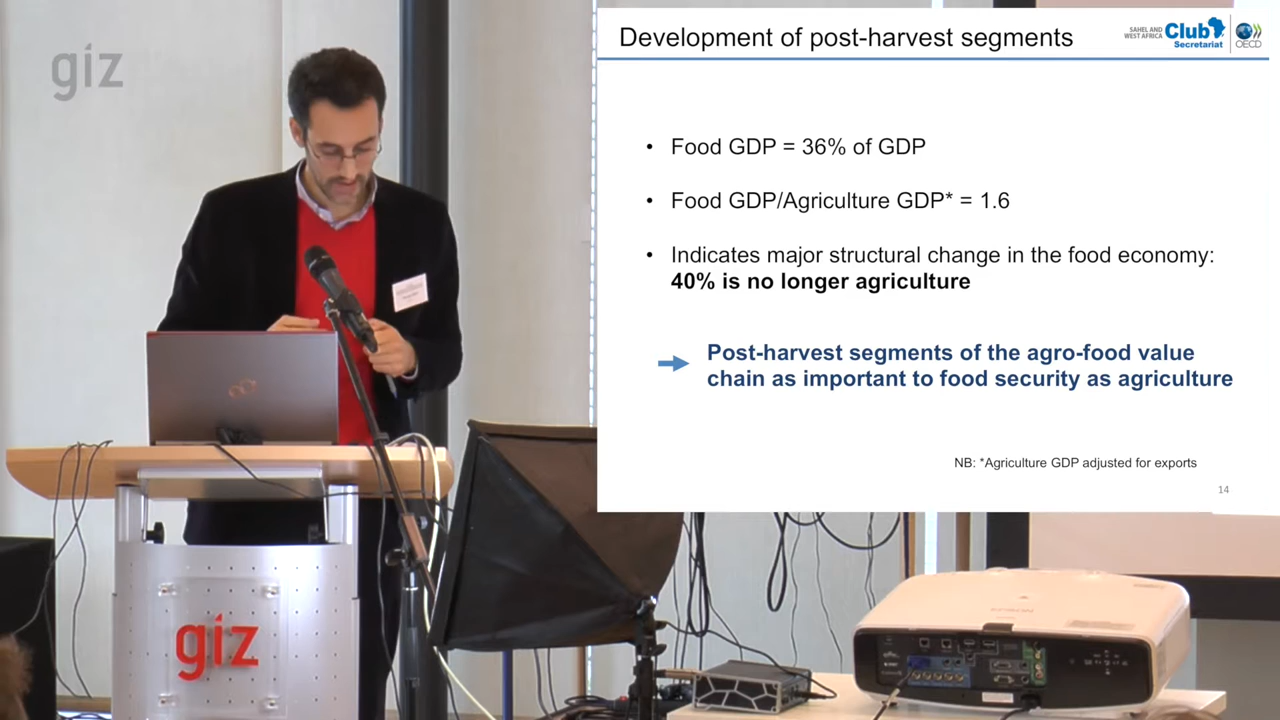 giz
Development of post-harvest segments
SAHEL AND
WEST AFRICA
Club
Secretariat
OECD
• Food GDP = 36% of GDP
• Food GDP/Agriculture GDP* = 1.6
• Indicates major structural change in the food economy:
40% is no longer agriculture
Post-harvest segments of the agro-food value
chain as important to food security as agriculture
NB: *Agriculture GDP adjusted for exports
14
giz